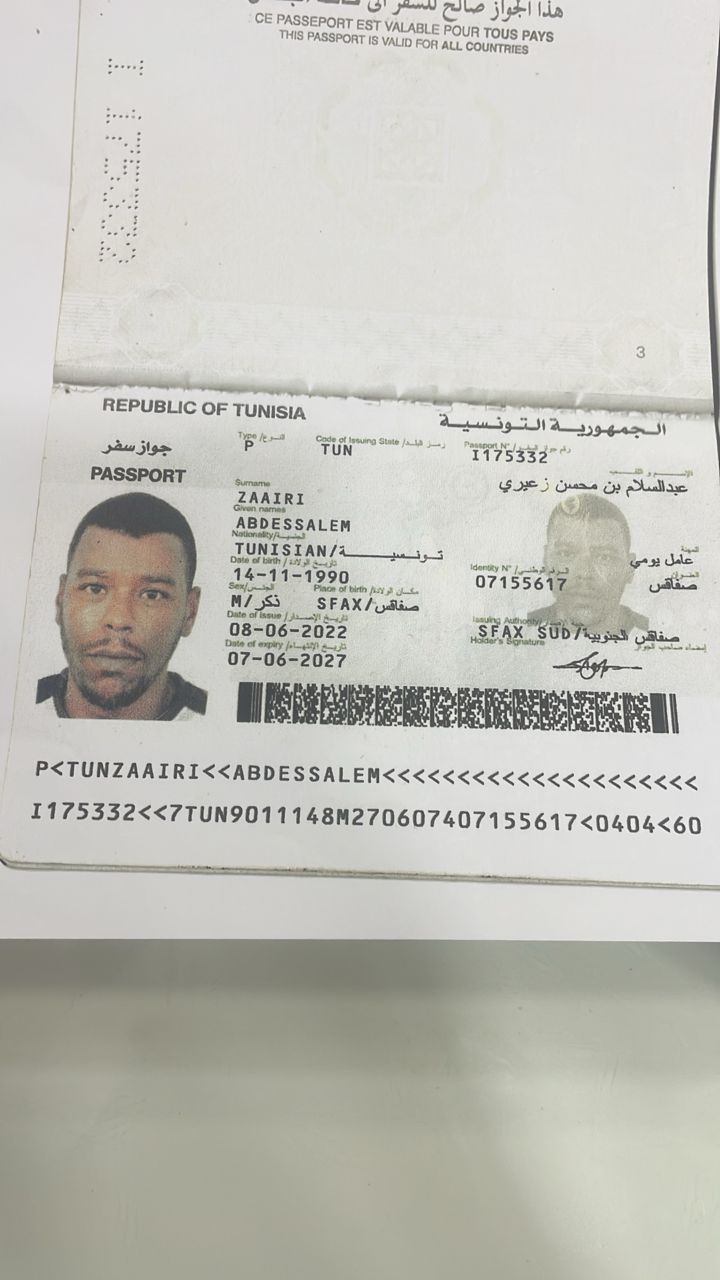 هذا الجواز صالح للسفر الى
CE PASSEPORT EST VALABLE POUR TOUS PAYS
THIS PASSPORT IS VALID FOR ALL COUNTRIES
I175332
3
REPUBLIC OF TUNISIA
الجمهورية التونسية
جواز سفر
PASSPORT
Type / النوع
P
Code of Issuing State / رمز البلد
TUN
Passport N° / رقم جواز السفر
I175332
الإسم و اللقب
عبدالسلام بن محسن زعيري
Surname
ZAAIRI
Given names
ABDESSALEM
Nationality / الجنسية
TUNISIAN/تونسية
المهنة
عامل يومي
Date of birth / تاريخ الولادة
14-11-1990
Identity N° / الرقم الوطني
07155617
العنوان
صفاقس
Sex / الجنس
M/ذكر
Place of birth / مكان الولادة
SFAX/صفاقس
Date of issue / تاريخ الإصدار
08-06-2022
Issuing Authority
SFAX SUD/صفاقس الجنوبية
Date of expiry / تاريخ الإنتهاء
07-06-2027
Holder's Signature
إمضاء صاحب الجواز
P<TUNZAAIRI<<ABDESSALEM<<<<<<<<<<<<<<<<<<<<<
I175332<<7TUN9011148M270607407155617<0404<60